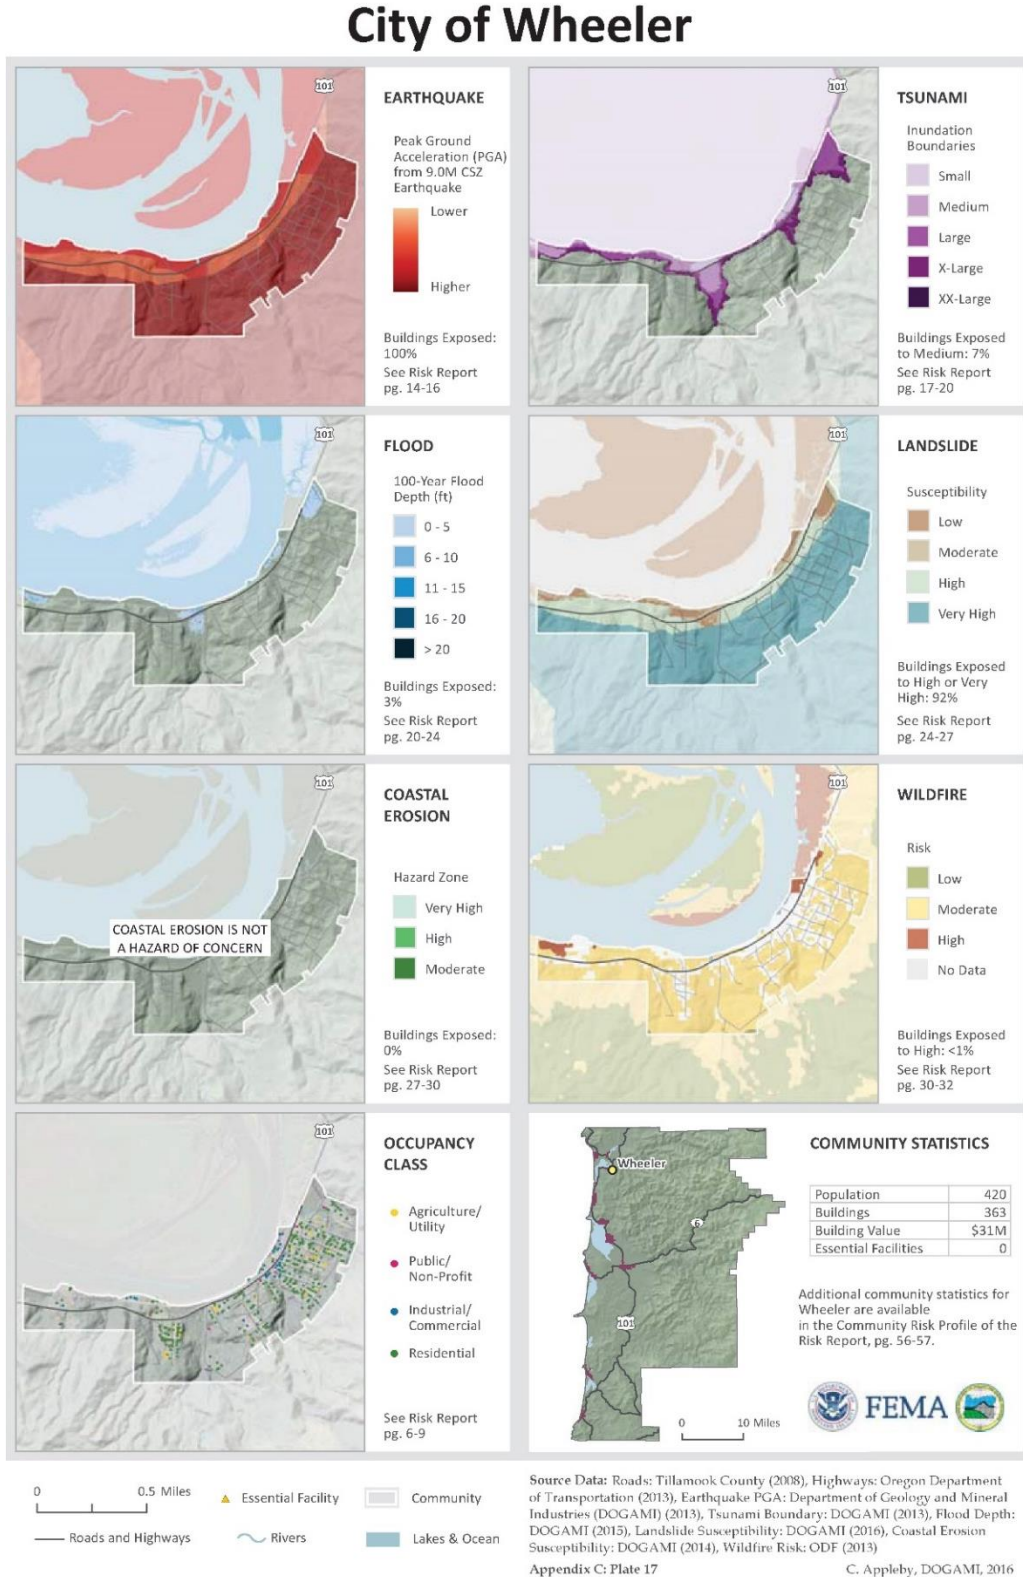 City of Wheeler
101
EARTHQUAKE
Peak Ground
Acceleration (PGA)
from 9.0M CSZ
Earthquake
Lower
Higher
Buildings Exposed:
100%
See Risk Report
pg. 14-16
101
TSUNAMI
Inundation
Boundaries
Small
Medium
Large
X-Large
XX-Large
Buildings Exposed
to Medium: 7%
See Risk Report
pg. 17-20
101
FLOOD
100-Year Flood
Depth (ft)
0 - 5
6 - 10
11 - 15
16 - 20
> 20
Buildings Exposed:
3%
See Risk Report
pg. 20-24
101
LANDSLIDE
Susceptibility
Low
Moderate
High
Very High
Buildings Exposed
to High or Very
High: 92%
See Risk Report
pg. 24-27
101
COASTAL EROSION IS NOT
A HAZARD OF CONCERN
COASTAL
EROSION
Hazard Zone
Very High
High
Moderate
Buildings Exposed:
0%
See Risk Report
pg. 27-30
101
WILDFIRE
Risk
Low
Moderate
High
No Data
Buildings Exposed
to High: <1%
See Risk Report
pg. 30-32
101
OCCUPANCY
CLASS
Agriculture/
Utility
Public/
Non-Profit
Industrial/
Commercial
Residential
See Risk Report
pg. 6-9
Wheeler
6
101
0 10 Miles
COMMUNITY STATISTICS
Population 420
Buildings 363
Building Value $31M
Essential Facilities 0
Additional community statistics for
Wheeler are available
in the Community Risk Profile of the
Risk Report, pg. 56-57.
FEMA
0 0.5 Miles
Essential Facility
Community
Roads and Highways
Rivers
Lakes & Ocean
Source Data: Roads: Tillamook County (2008), Highways: Oregon Department
of Transportation (2013), Earthquake PGA: Department of Geology and Mineral
Industries (DOGAMI) (2013), Tsunami Boundary: DOGAMI (2013), Flood Depth:
DOGAMI (2015), Landslide Susceptibility: DOGAMI (2016), Coastal Erosion
Susceptibility: DOGAMI (2014), Wildfire Risk: ODF (2013)
Appendix C: Plate 17
C. Appleby, DOGAMI, 2016